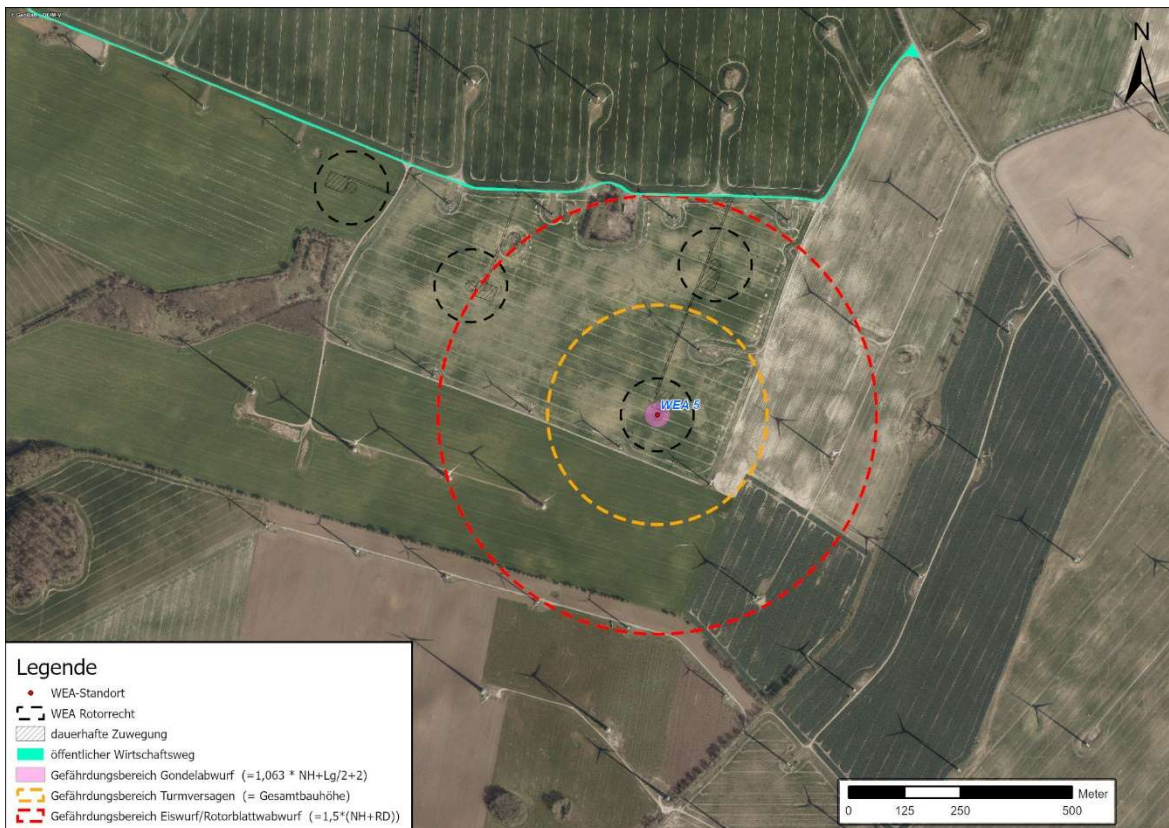 N
WEA 5
Legende
WEA-Standort
WEA Rotorrecht
dauerhafte Zuwegung
öffentlicher Wirtschaftsweg
Gefährdungsbereich Gondelabwurf (=1,063 * NH+Lg/2+2)
Gefährdungsbereich Turmversagen (= Gesamtbauhöhe)
Gefährdungsbereich Eiswurf/Rotorblattwabwurf (=1,5*(NH+RD))
Meter
0 125 250 500